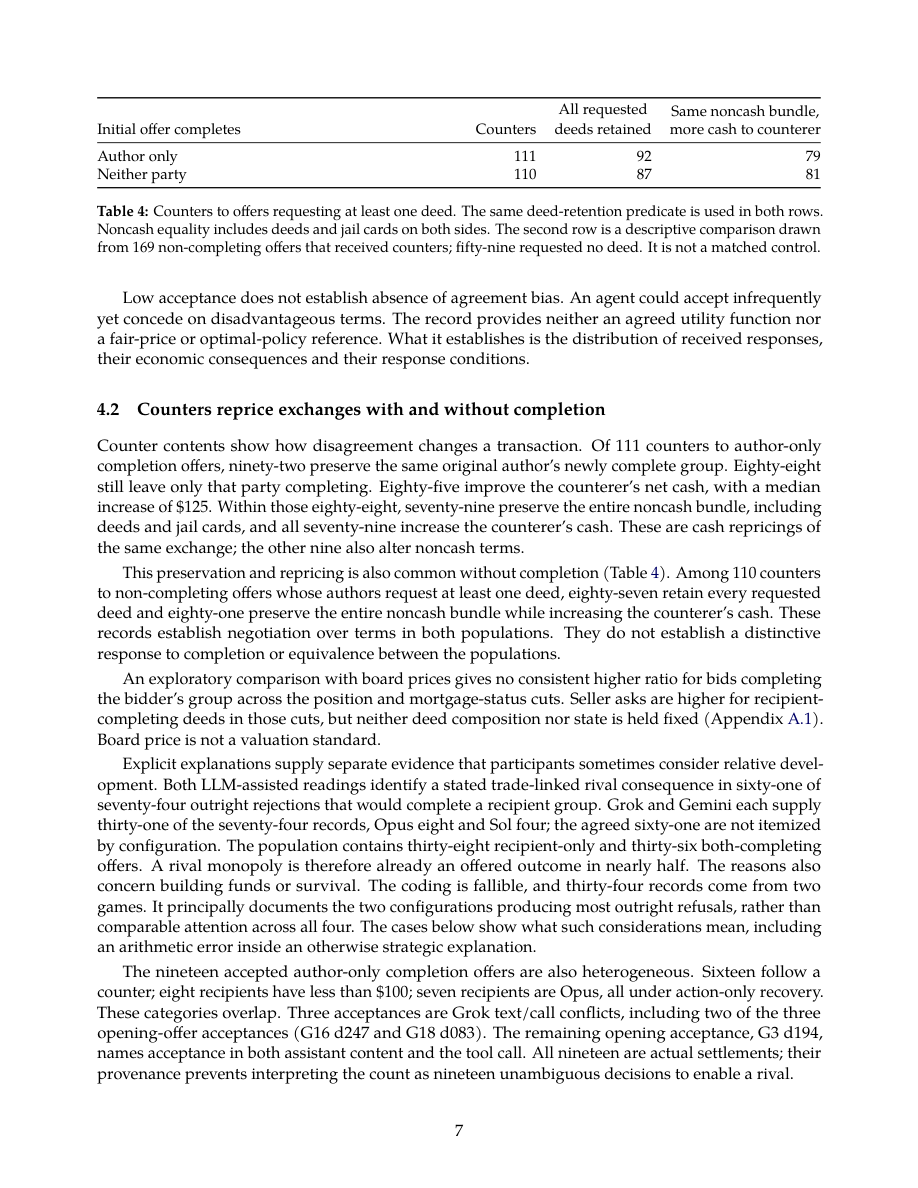 All requested Same noncash bundle,
Initial offer completes Counters deeds retained more cash to counterer
Author only 111 92 79
Neither party 110 87 81
Table 4: Counters to offers requesting at least one deed. The same deed-retention predicate is used in both rows.
Noncash equality includes deeds and jail cards on both sides. The second row is a descriptive comparison drawn
from 169 non-completing offers that received counters; fifty-nine requested no deed. It is not a matched control.
Low acceptance does not establish absence of agreement bias. An agent could accept infrequently
yet concede on disadvantageous terms. The record provides neither an agreed utility function nor
a fair-price or optimal-policy reference. What it establishes is the distribution of received responses,
their economic consequences and their response conditions.
4.2 Counters reprice exchanges with and without completion
Counter contents show how disagreement changes a transaction. Of 111 counters to author-only
completion offers, ninety-two preserve the same original author's newly complete group. Eighty-eight
still leave only that party completing. Eighty-five improve the counterer's net cash, with a median
increase of $125. Within those eighty-eight, seventy-nine preserve the entire noncash bundle, including
deeds and jail cards, and all seventy-nine increase the counterer's cash. These are cash repricings of
the same exchange; the other nine also alter noncash terms.
This preservation and repricing is also common without completion (Table 4). Among 110 counters
to non-completing offers whose authors request at least one deed, eighty-seven retain every requested
deed and eighty-one preserve the entire noncash bundle while increasing the counterer's cash. These
records establish negotiation over terms in both populations. They do not establish a distinctive
response to completion or equivalence between the populations.
An exploratory comparison with board prices gives no consistent higher ratio for bids completing
the bidder's group across the position and mortgage-status cuts. Seller asks are higher for recipient-
completing deeds in those cuts, but neither deed composition nor state is held fixed (Appendix A.1).
Board price is not a valuation standard.
Explicit explanations supply separate evidence that participants sometimes consider relative devel-
opment. Both LLM-assisted readings identify a stated trade-linked rival consequence in sixty-one of
seventy-four outright rejections that would complete a recipient group. Grok and Gemini each supply
thirty-one of the seventy-four records, Opus eight and Sol four; the agreed sixty-one are not itemized
by configuration. The population contains thirty-eight recipient-only and thirty-six both-completing
offers. A rival monopoly is therefore already an offered outcome in nearly half. The reasons also
concern building funds or survival. The coding is fallible, and thirty-four records come from two
games. It principally documents the two configurations producing most outright refusals, rather than
comparable attention across all four. The cases below show what such considerations mean, including
an arithmetic error inside an otherwise strategic explanation.
The nineteen accepted author-only completion offers are also heterogeneous. Sixteen follow a
counter; eight recipients have less than $100; seven recipients are Opus, all under action-only recovery.
These categories overlap. Three acceptances are Grok text/call conflicts, including two of the three
opening-offer acceptances (G16 d247 and G18 d083). The remaining opening acceptance, G3 d194,
names acceptance in both assistant content and the tool call. All nineteen are actual settlements; their
provenance prevents interpreting the count as nineteen unambiguous decisions to enable a rival.
7